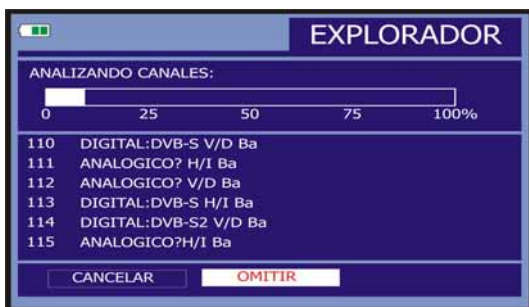 EXPLORADOR
ANALIZANDO CANALES:
0 25 50 75 100%
110 DIGITAL:DVB-S V/D Ba
111 ANALOGICO? H/I Ba
112 ANALOGICO? V/D Ba
113 DIGITAL:DVB-S H/I Ba
114 DIGITAL:DVB-S2 V/D Ba
115 ANALOGICO?H/I Ba
CANCELAR OMITIR